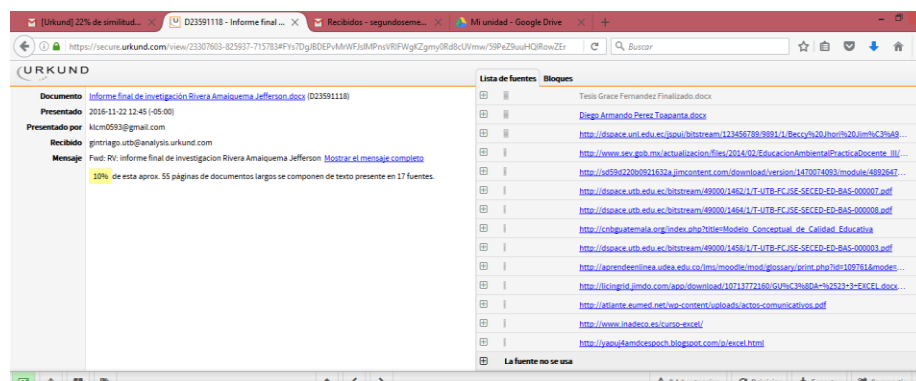 [Urkund] 22% de similitud...
D23591118 - Informe final ...
Recibidos - segundoseme...
Mi unidad - Google Drive
https://secure.urkund.com/view/23307603-825937-715783#FYs7DgJBDEPvMrWFJslMPnsVRIFWgKZgmy0Rd8cUVmw/59PeZ9uuHQIRowZEr
Buscar
URKUND
Lista de fuentes Bloques
Documento Informe final de invetigación Rivera Amaiquema Jefferson.docx (D23591118)
Presentado 2016-11-22 12:45 (-05:00)
Presentado por klcm0593@gmail.com
Recibido gintriago.utb@analysis.urkund.com
Mensaje Fwd: RV: informe final de investigacion Rivera Amaiquema Jefferson Mostrar el mensaje completo
10% de esta aprox. 55 páginas de documentos largos se componen de texto presente en 17 fuentes.
Tesis Grace Fernandez Finalizado.docx
Diego Armando Perez Toapanta.docx
http://dspace.unl.edu.ec/jspui/bitstream/123456789/9891/1/Beccy%20Jhori%20Jim%C3%A9...
http://www.sev.gob.mx/actualizacion/files/2014/02/EducacionAmbientalPracticaDocente_III/...
http://sd59d220b0921632a.jimcontent.com/download/version/1470074093/module/4892647...
http://dspace.utb.edu.ec/bitstream/49000/1462/1/T-UTB-FCJSE-SECED-ED-BAS-000007.pdf
http://dspace.utb.edu.ec/bitstream/49000/1464/1/T-UTB-FCJSE-SECED-ED-BAS-000008.pdf
http://cnbguatemala.org/index.php?title=Modelo_Conceptual_de_Calidad_Educativa
http://dspace.utb.edu.ec/bitstream/49000/1458/1/T-UTB-FCJSE-SECED-ED-BAS-000003.pdf
http://aprendeenlinea.udea.edu.co/lms/moodle/mod/glossary/print.php?id=109761&mode=...
http://licingrid.jimdo.com/app/download/10713772160/GU%C3%8DA+%2523+3+EXCEL.docx...
http://atlante.eumed.net/wp-content/uploads/actos-comunicativos.pdf
http://www.inadeco.es/curso-excel/
http://yapuj4amdcespoch.blogspot.com/p/excel.html
La fuente no se usa